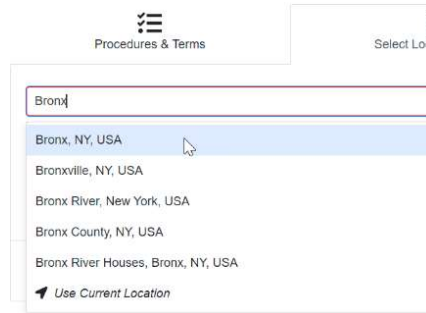 Procedures & Terms
Select Lo
Bronx
Bronx, NY, USA
Bronxville, NY, USA
Bronx River, New York, USA
Bronx County, NY, USA
Bronx River Houses, Bronx, NY, USA
Use Current Location